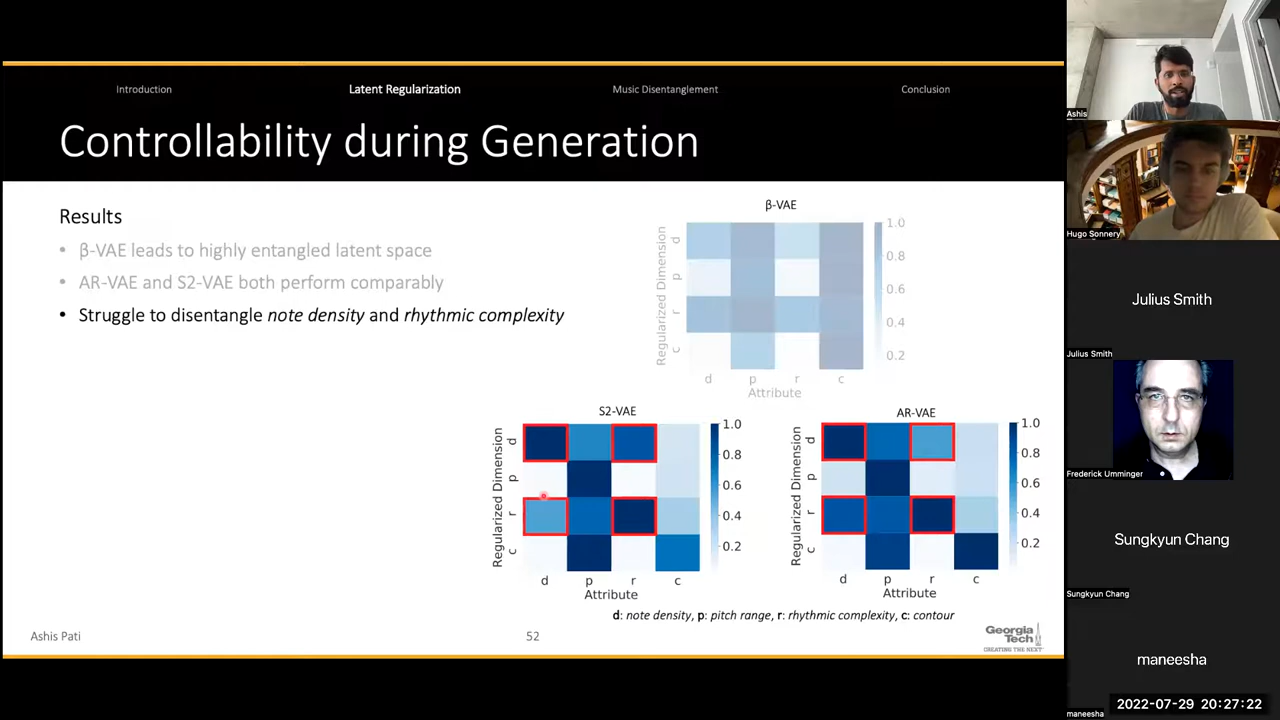 Introduction
Latent Regularization
Music Disentanglement
Conclusion
Controllability during Generation
Results
• β-VAE leads to highly entangled latent space
• AR-VAE and S2-VAE both perform comparably
• Struggle to disentangle note density and rhythmic complexity
β-VAE
Regularized Dimension
d
p
r
c
d p r c
Attribute
1.0
0.8
0.6
0.4
0.2
S2-VAE
Regularized Dimension
d
p
r
c
d p r c
Attribute
1.0
0.8
0.6
0.4
0.2
AR-VAE
Regularized Dimension
d
p
r
c
d p r c
Attribute
1.0
0.8
0.6
0.4
0.2
d: note density, p: pitch range, r: rhythmic complexity, c: contour
Ashis Pati
52
Georgia
Tech
CREATING THE NEXT
Ashis
Hugo Sonnery
Julius Smith
Julius Smith
Frederick Umminger
Sungkyun Chang
Sungkyun Chang
maneesha
maneesha
2022-07-29 20:27:22